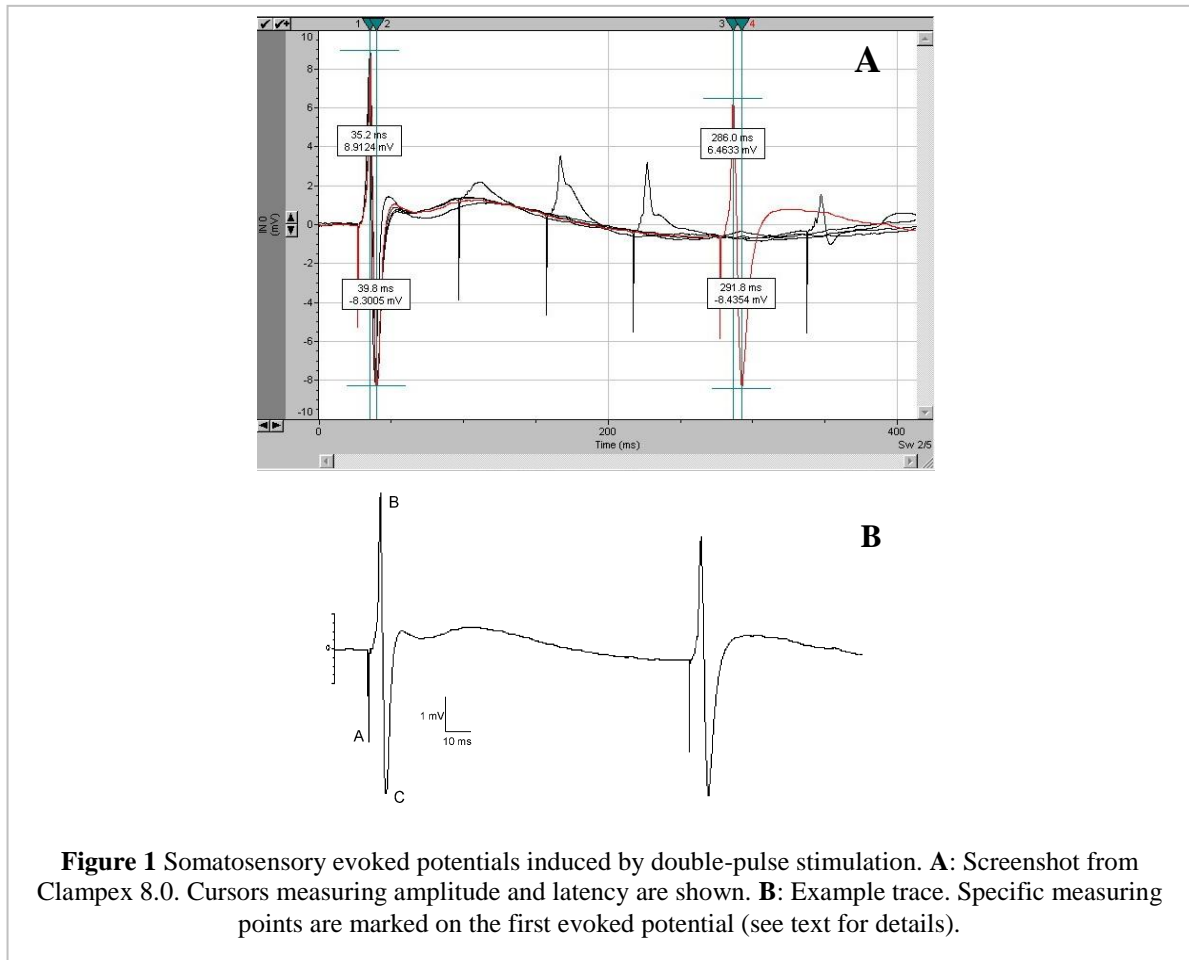 1 2 3 4
A
10
8
6
4
2
0
-2
-4
-6
-8
-10
IN 0
(mV)
35.2 ms
8.9124 mV
286.0 ms
6.4633 mV
39.8 ms
-8.3005 mV
291.8 ms
-8.4354 mV
0 200 400
Time (ms)
Sw 2/5
B
B
0
1 mV
10 ms
A
C
Figure 1 Somatosensory evoked potentials induced by double-pulse stimulation. A: Screenshot from
Clampex 8.0. Cursors measuring amplitude and latency are shown. B: Example trace. Specific measuring
points are marked on the first evoked potential (see text for details).